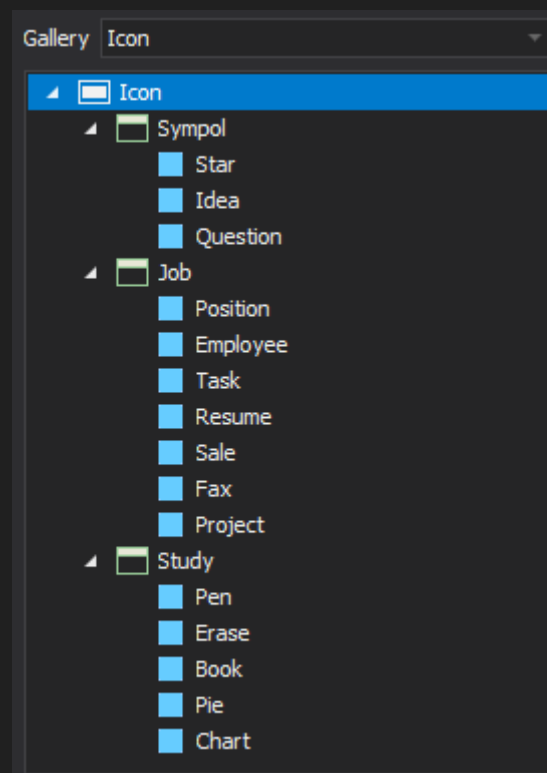 Gallery Icon
Icon
Sympol
Star
Idea
Question
Job
Position
Employee
Task
Resume
Sale
Fax
Project
Study
Pen
Erase
Book
Pie
Chart